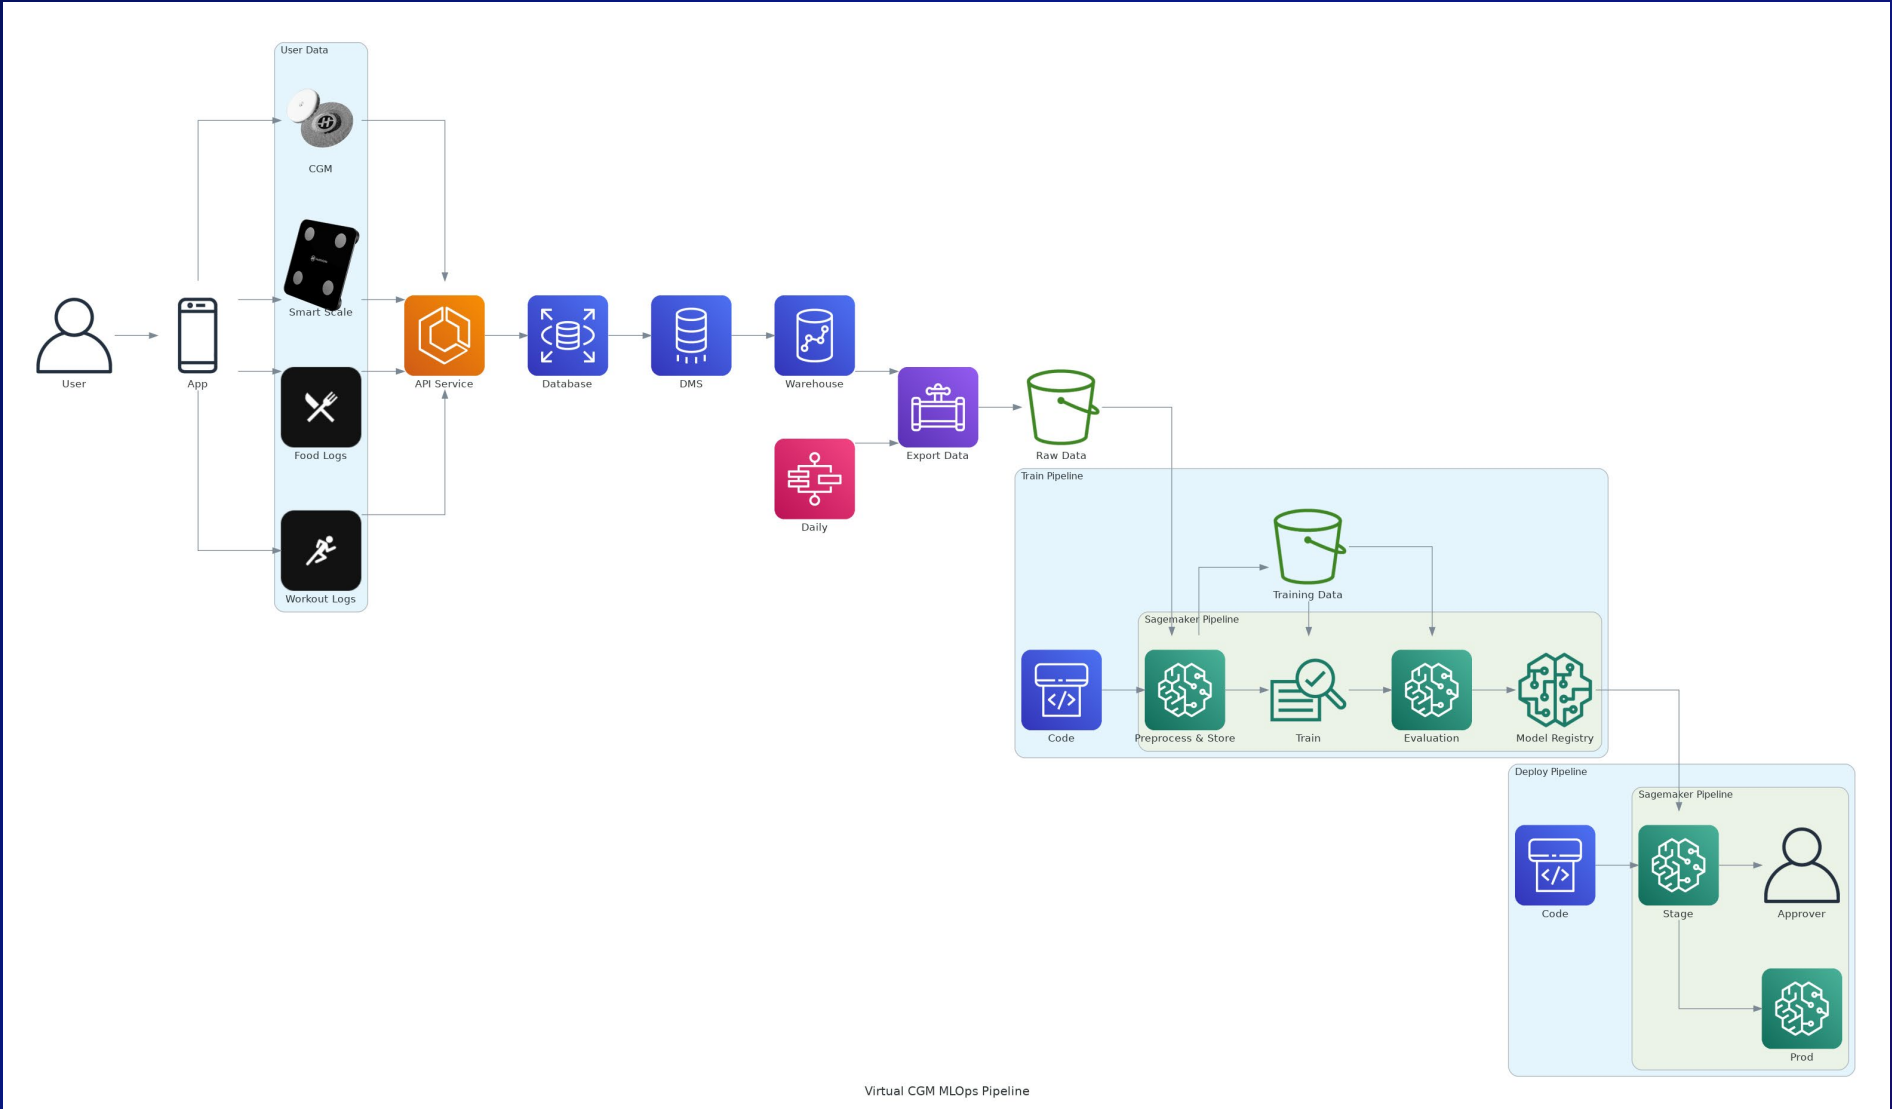 User Data
CGM
Smart Scale
User
App
API Service
Database
DMS
Warehouse
Food Logs
Export Data
Raw Data
Train Pipeline
Daily
Workout Logs
Training Data
Sagemaker Pipeline
Code
Preprocess & Store
Train
Evaluation
Model Registry
Deploy Pipeline
Sagemaker Pipeline
Code
Stage
Approver
Prod
Virtual CGM MLOps Pipeline